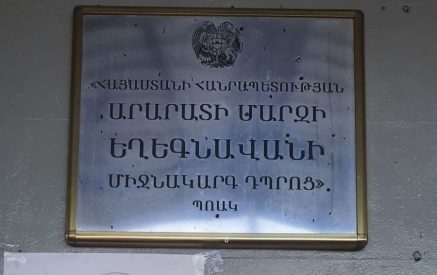 «ՀԱՅԱՍՏԱՆԻ ՀԱՆՐԱՊԵՏՈՒԹՅԱՆ
ԱՐԱՐԱՏԻ ՄԱՐԶԻ
ԵՂԵԳՆԱՎԱՆԻ
ՄԻՋՆԱԿԱՐԳ ԴՊՐՈՑ»
ՊՈԱԿ